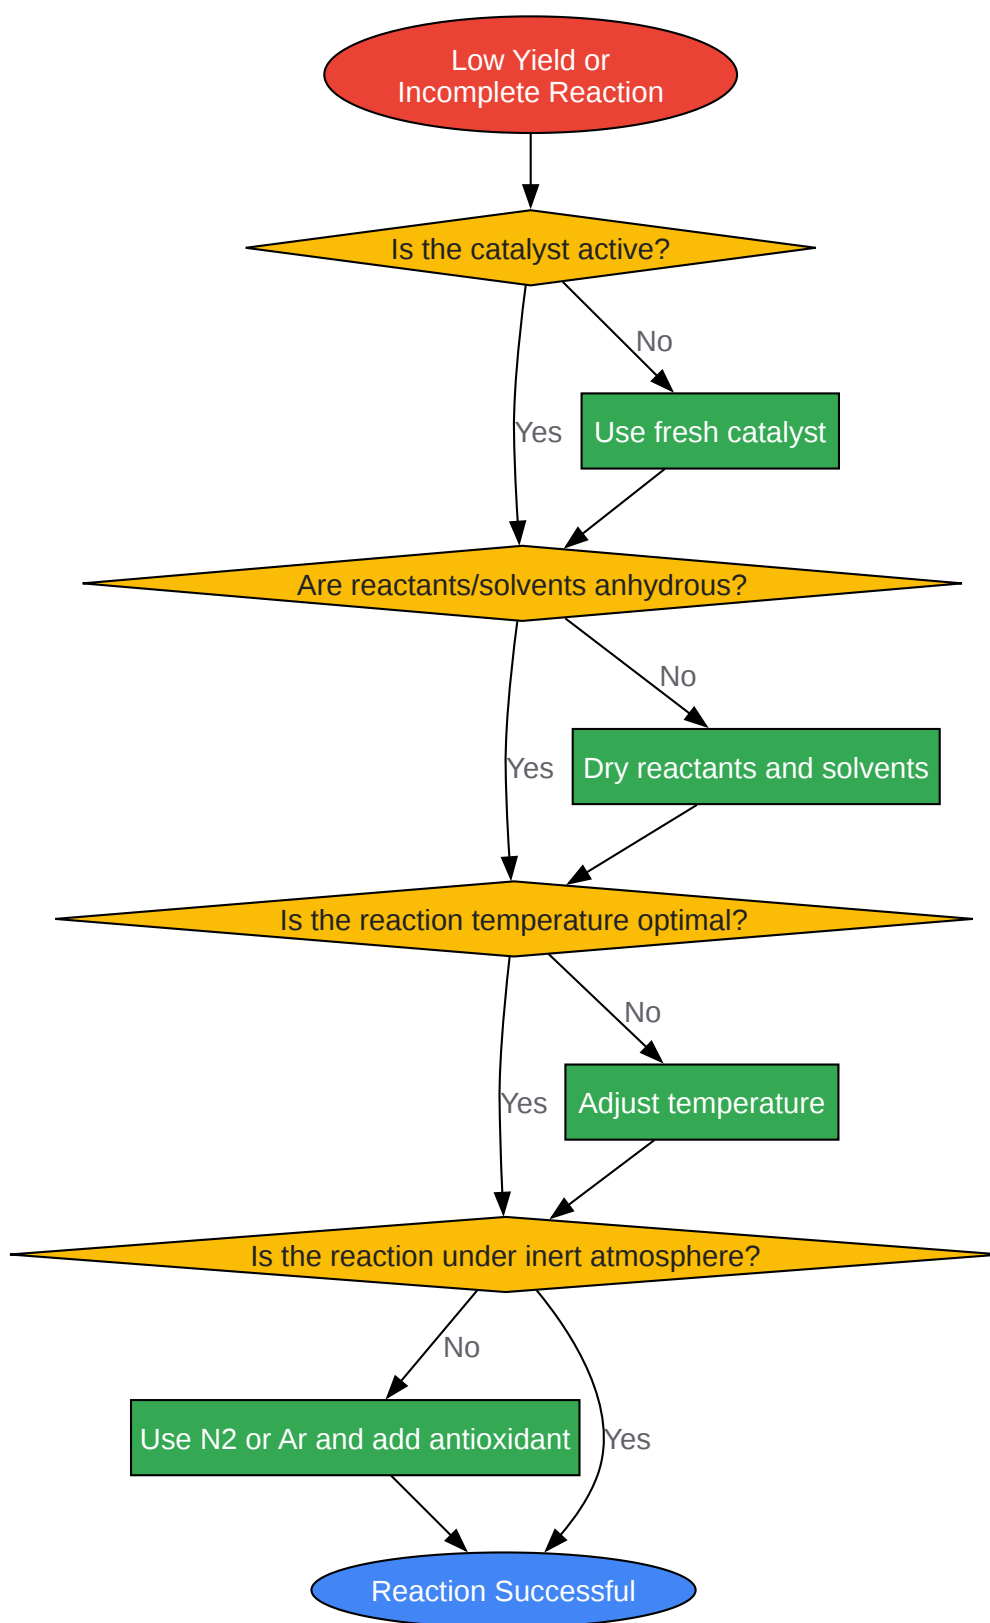 Low Yield or
Incomplete Reaction
Is the catalyst active?
No
Yes
Use fresh catalyst
Are reactants/solvents anhydrous?
No
Yes
Dry reactants and solvents
Is the reaction temperature optimal?
No
Yes
Adjust temperature
Is the reaction under inert atmosphere?
No
Use N2 or Ar and add antioxidant
Yes
Reaction Successful